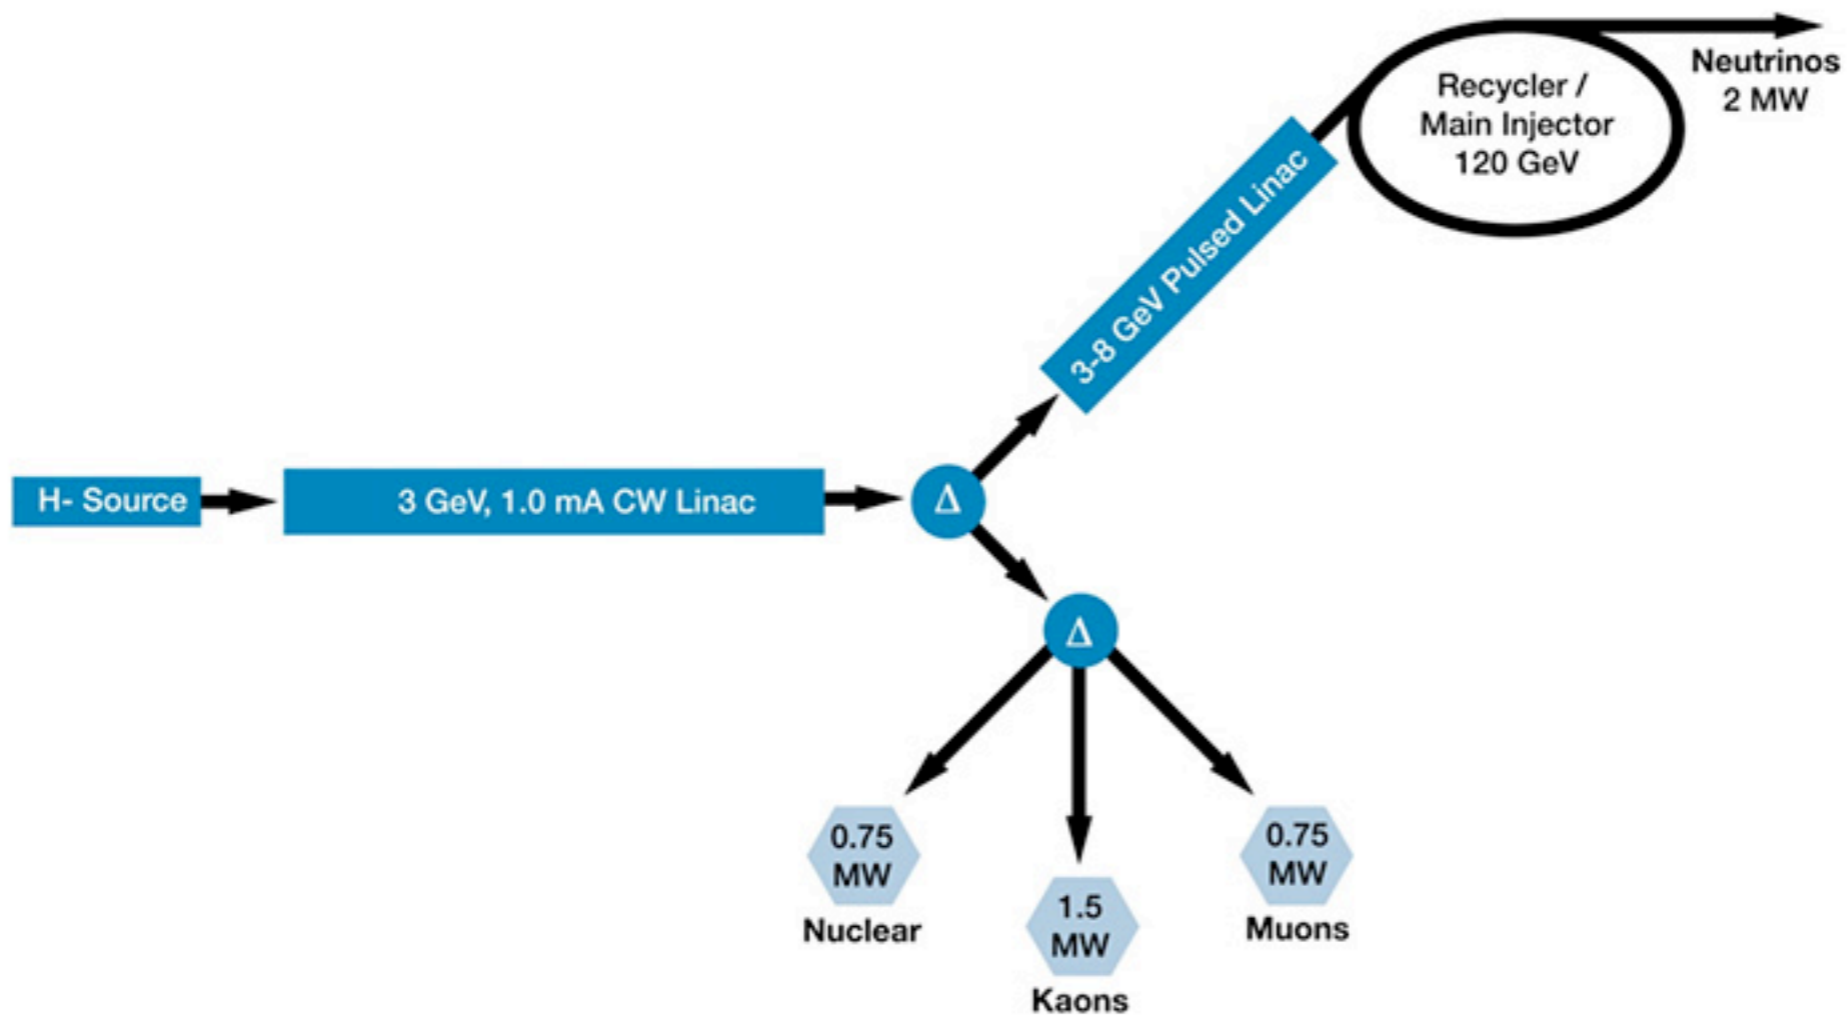 Neutrinos
2 MW
Recycler /
Main Injector
120 GeV
3-8 GeV Pulsed Linac
H- Source
3 GeV, 1.0 mA CW Linac
Δ
Δ
0.75
MW
Nuclear
1.5
MW
Kaons
0.75
MW
Muons